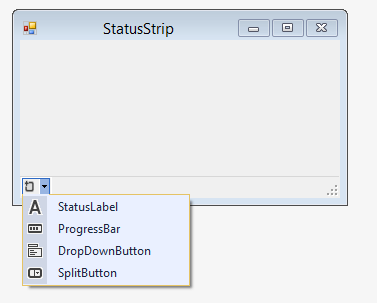 StatusStrip
StatusLabel
ProgressBar
DropDownButton
SplitButton